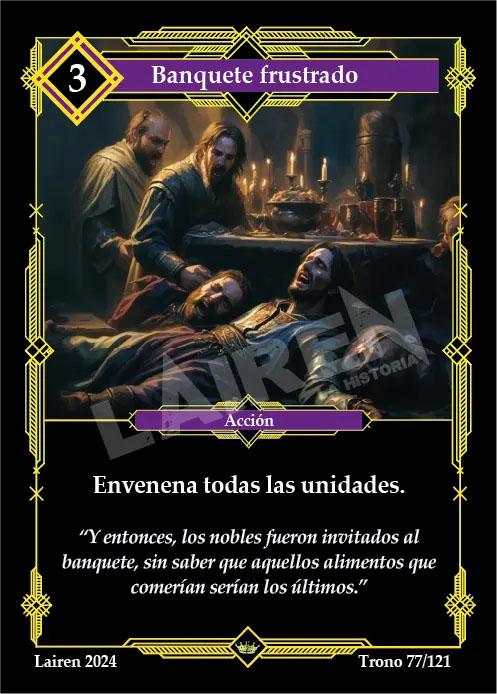 3
Banquete frustrado
LAIREN
HISTORIA
Acción
Envenena todas las unidades.
“Y entonces, los nobles fueron invitados al
banquete, sin saber que aquellos alimentos que
comerían serían los últimos.”
Lairen 2024
Trono 77/121